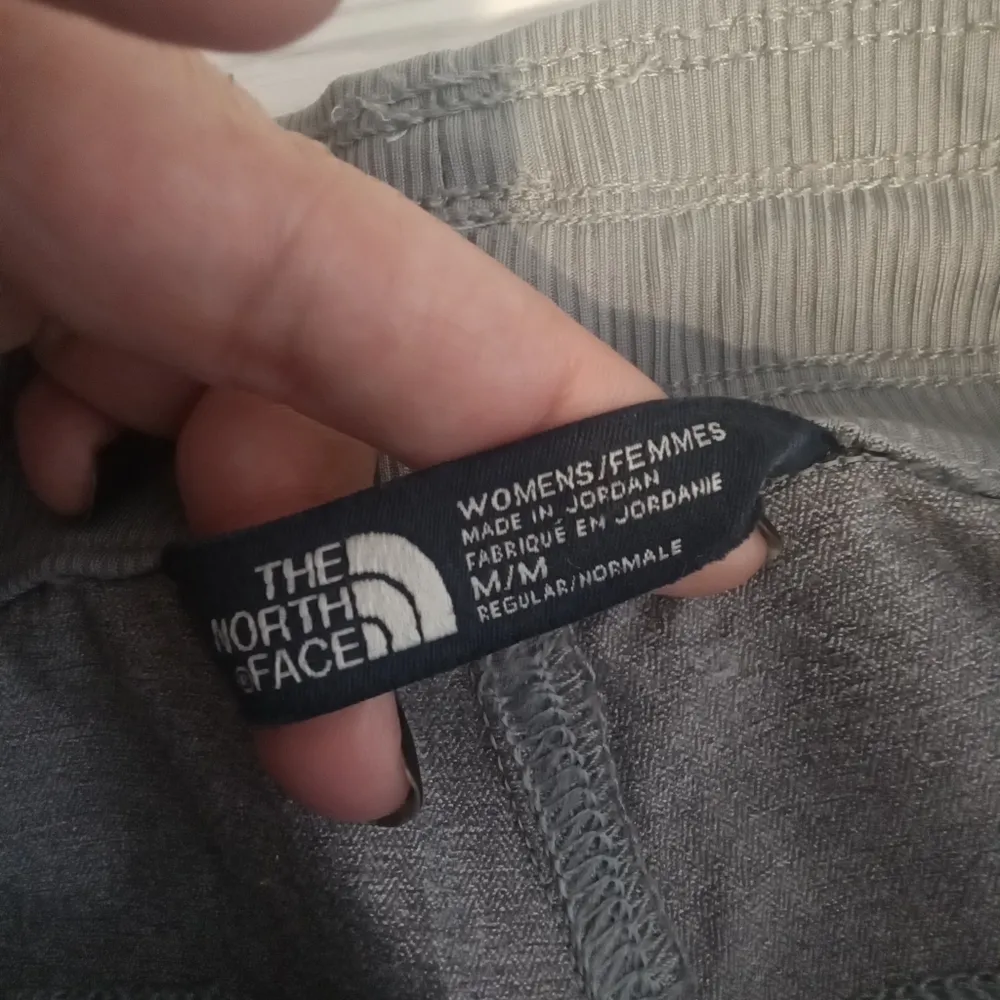 THE
NORTH
®FACE
WOMENS/FEMMES
MADE IN JORDAN
FABRIQUÉ EN JORDANIE
M/M
REGULAR/NORMALE